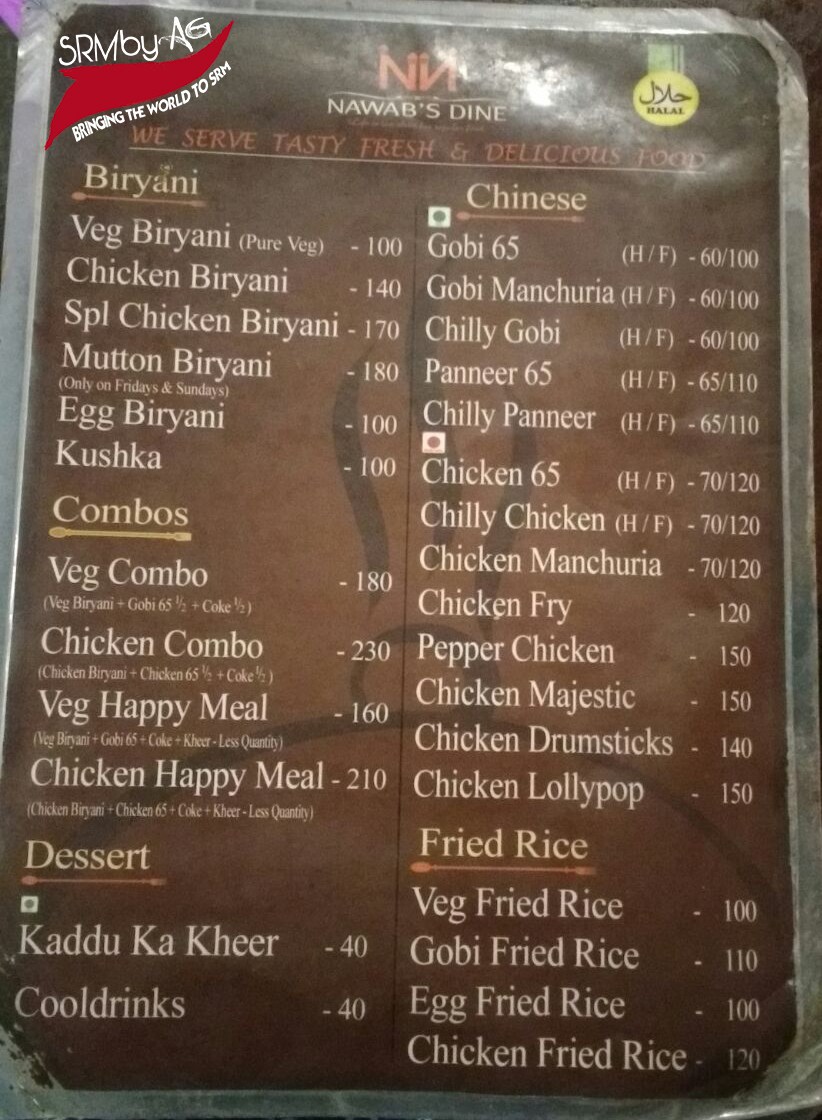 SRMby-AG
BRINGING THE WORLD TO SRM
NAWAB'S DINE
حلال
HALAL
WE SERVE TASTY FRESH & DELICIOUS FOOD
Biryani
Veg Biryani (Pure Veg) - 100
Chicken Biryani - 140
Spl Chicken Biryani - 170
Mutton Biryani - 180
(Only on Fridays & Sundays)
Egg Biryani - 100
Kushka - 100
Combos
Veg Combo - 180
(Veg Biryani + Gobi 65 ½ + Coke ½)
Chicken Combo - 230
(Chicken Biryani + Chicken 65 ½ + Coke ½)
Veg Happy Meal - 160
(Veg Biryani + Gobi 65 + Coke + Kheer - Less Quantity)
Chicken Happy Meal - 210
(Chicken Biryani + Chicken 65 + Coke + Kheer - Less Quantity)
Dessert
Kaddu Ka Kheer - 40
Cooldrinks - 40
Chinese
Gobi 65 (H / F) - 60/100
Gobi Manchuria (H / F) - 60/100
Chilly Gobi (H / F) - 60/100
Panneer 65 (H / F) - 65/110
Chilly Panneer (H / F) - 65/110
Chicken 65 (H / F) - 70/120
Chilly Chicken (H / F) - 70/120
Chicken Manchuria - 70/120
Chicken Fry - 120
Pepper Chicken - 150
Chicken Majestic - 150
Chicken Drumsticks - 140
Chicken Lollypop - 150
Fried Rice
Veg Fried Rice - 100
Gobi Fried Rice - 110
Egg Fried Rice - 100
Chicken Fried Rice - 120